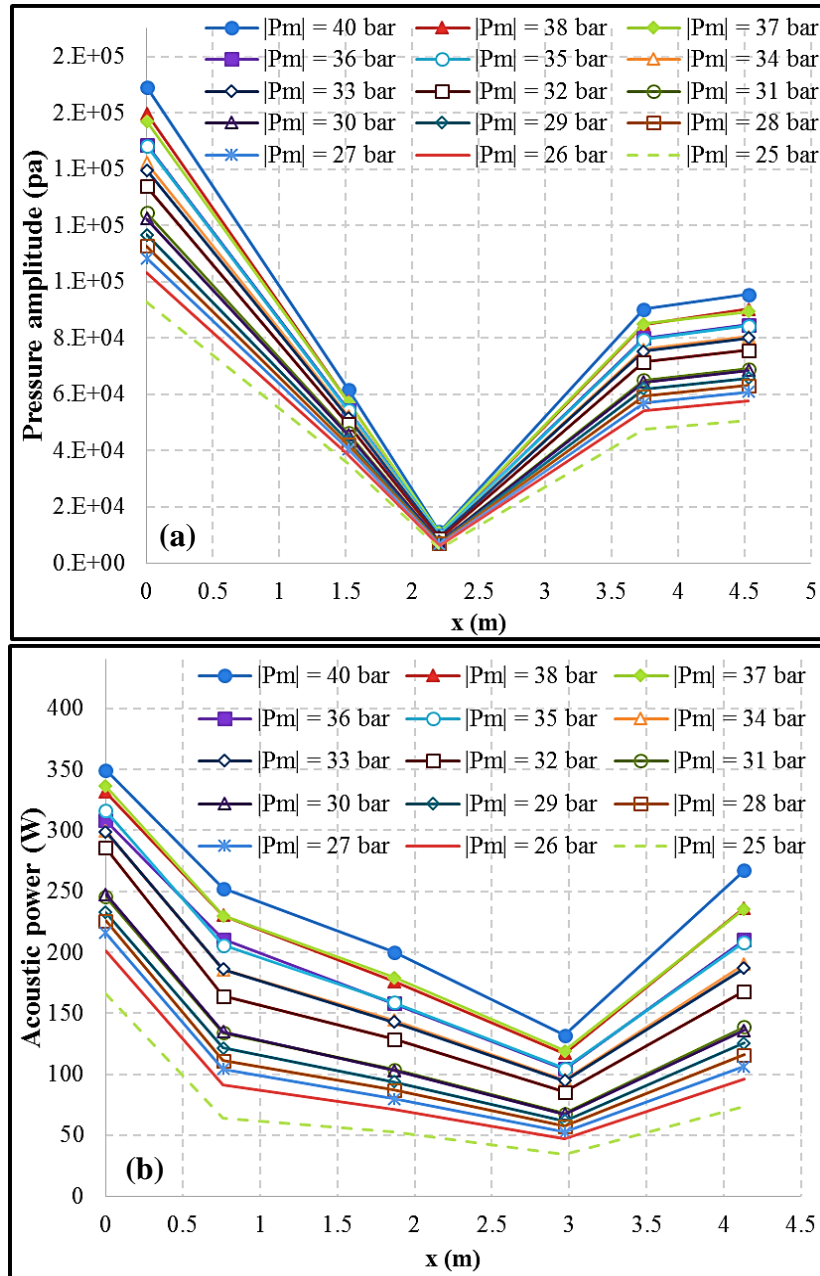 |Pm| = 40 bar |Pm| = 38 bar |Pm| = 37 bar
|Pm| = 36 bar |Pm| = 35 bar |Pm| = 34 bar
|Pm| = 33 bar |Pm| = 32 bar |Pm| = 31 bar
|Pm| = 30 bar |Pm| = 29 bar |Pm| = 28 bar
|Pm| = 27 bar |Pm| = 26 bar |Pm| = 25 bar
Pressure amplitude (pa)
2.E+05
2.E+05
1.E+05
1.E+05
1.E+05
8.E+04
6.E+04
4.E+04
2.E+04
0.E+00
(a)
0 0.5 1 1.5 2 2.5 3 3.5 4 4.5 5
x (m)
|Pm| = 40 bar |Pm| = 38 bar |Pm| = 37 bar
|Pm| = 36 bar |Pm| = 35 bar |Pm| = 34 bar
|Pm| = 33 bar |Pm| = 32 bar |Pm| = 31 bar
|Pm| = 30 bar |Pm| = 29 bar |Pm| = 28 bar
|Pm| = 27 bar |Pm| = 26 bar |Pm| = 25 bar
Acoustic power (W)
400
350
300
250
200
150
100
50
0
(b)
0 0.5 1 1.5 2 2.5 3 3.5 4 4.5
x (m)